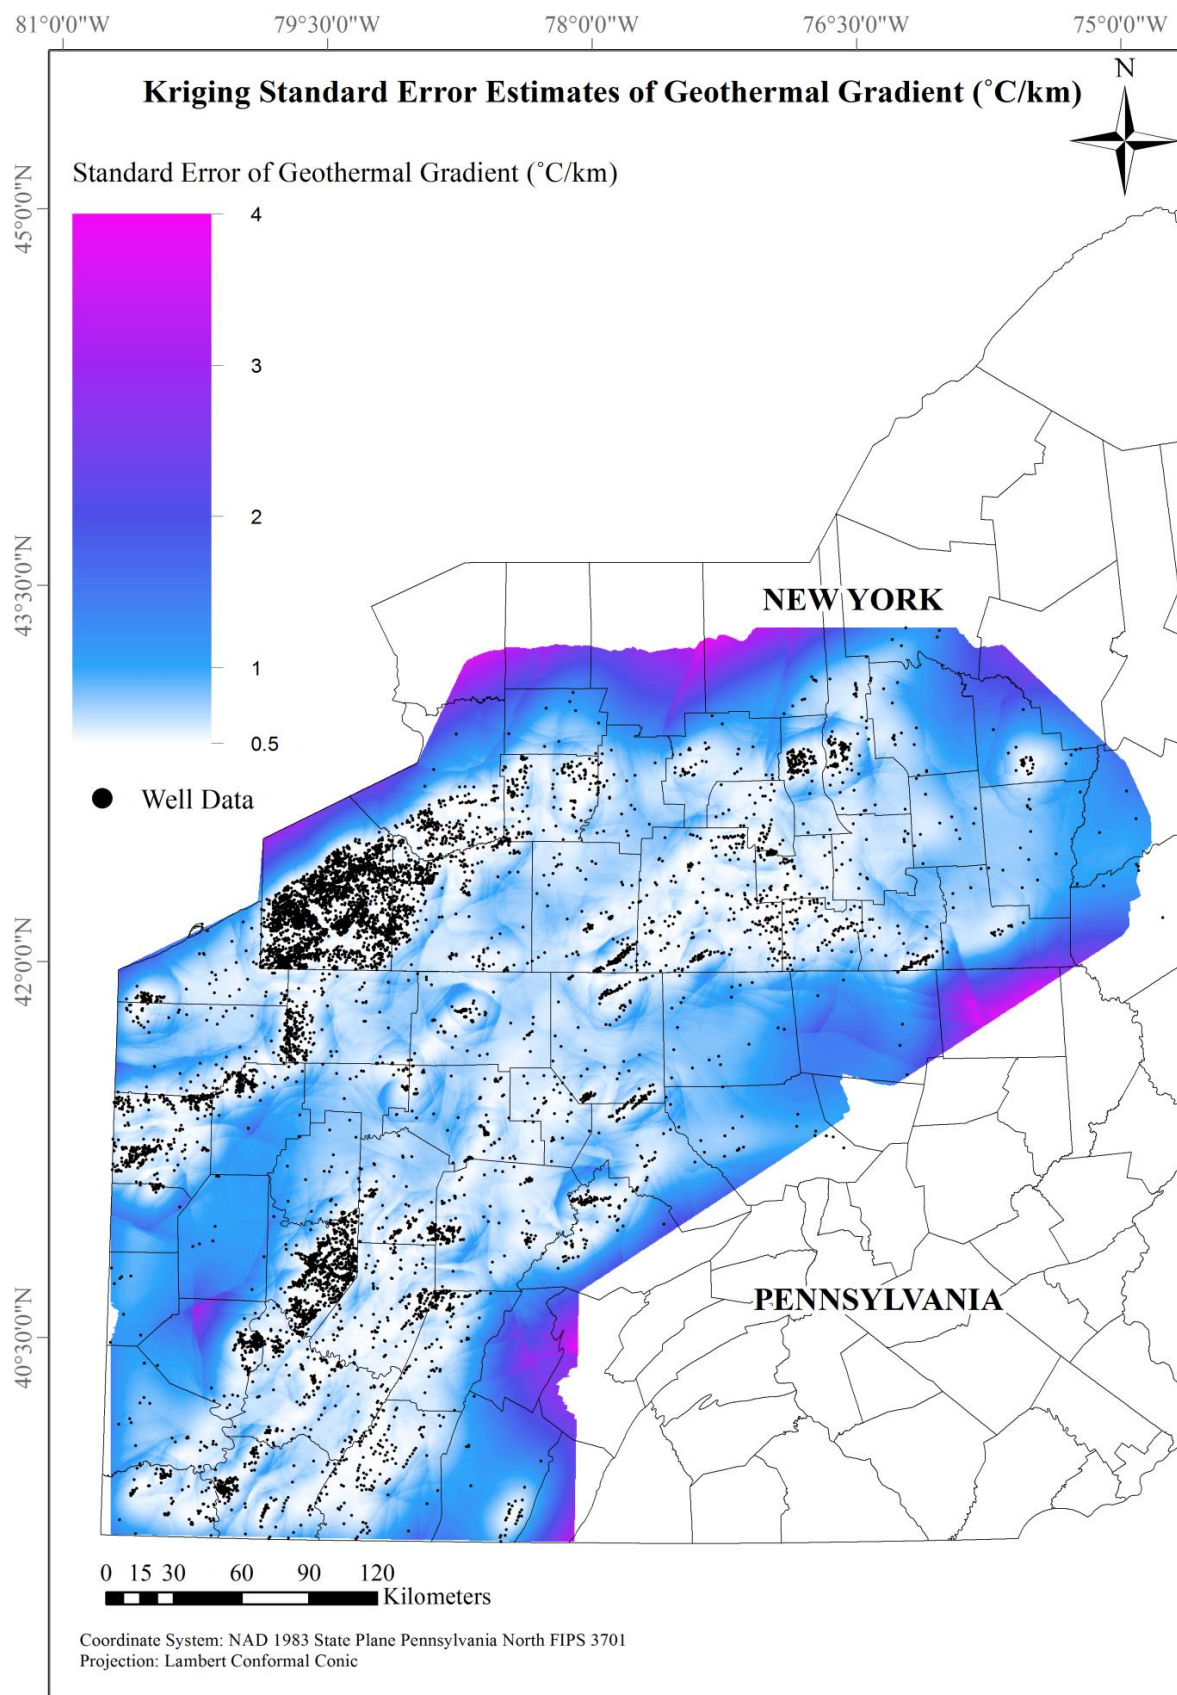 81°0'0"W 79°30'0"W 78°0'0"W 76°30'0"W 75°0'0"W
Kriging Standard Error Estimates of Geothermal Gradient (˚C/km)
N
Standard Error of Geothermal Gradient (˚C/km)
4
3
2
1
0.5
Well Data
45°0'0"N
43°30'0"N
42°0'0"N
40°30'0"N
NEW YORK
PENNSYLVANIA
0 15 30 60 90 120
Kilometers
Coordinate System: NAD 1983 State Plane Pennsylvania North FIPS 3701
Projection: Lambert Conformal Conic